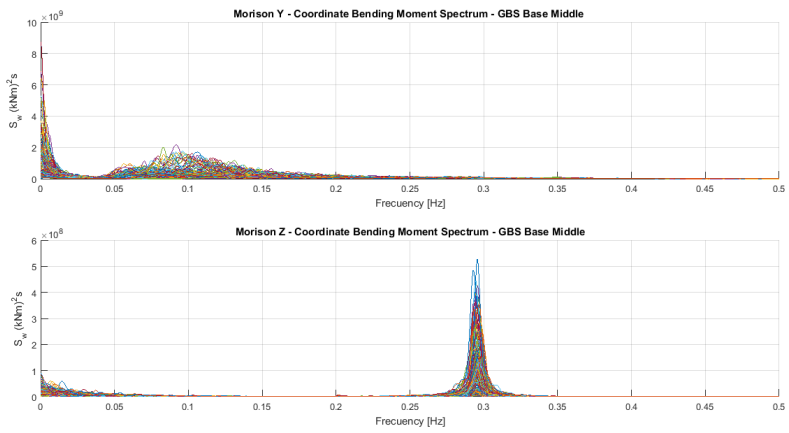 Morison Y - Coordinate Bending Moment Spectrum - GBS Base Middle
×10^9
10
8
6
4
2
0
S_w (kNm)^2s
0 0.05 0.1 0.15 0.2 0.25 0.3 0.35 0.4 0.45 0.5
Frecuency [Hz]
Morison Z - Coordinate Bending Moment Spectrum - GBS Base Middle
×10^8
6
5
4
3
2
1
0
S_w (kNm)^2s
0 0.05 0.1 0.15 0.2 0.25 0.3 0.35 0.4 0.45 0.5
Frecuency [Hz]